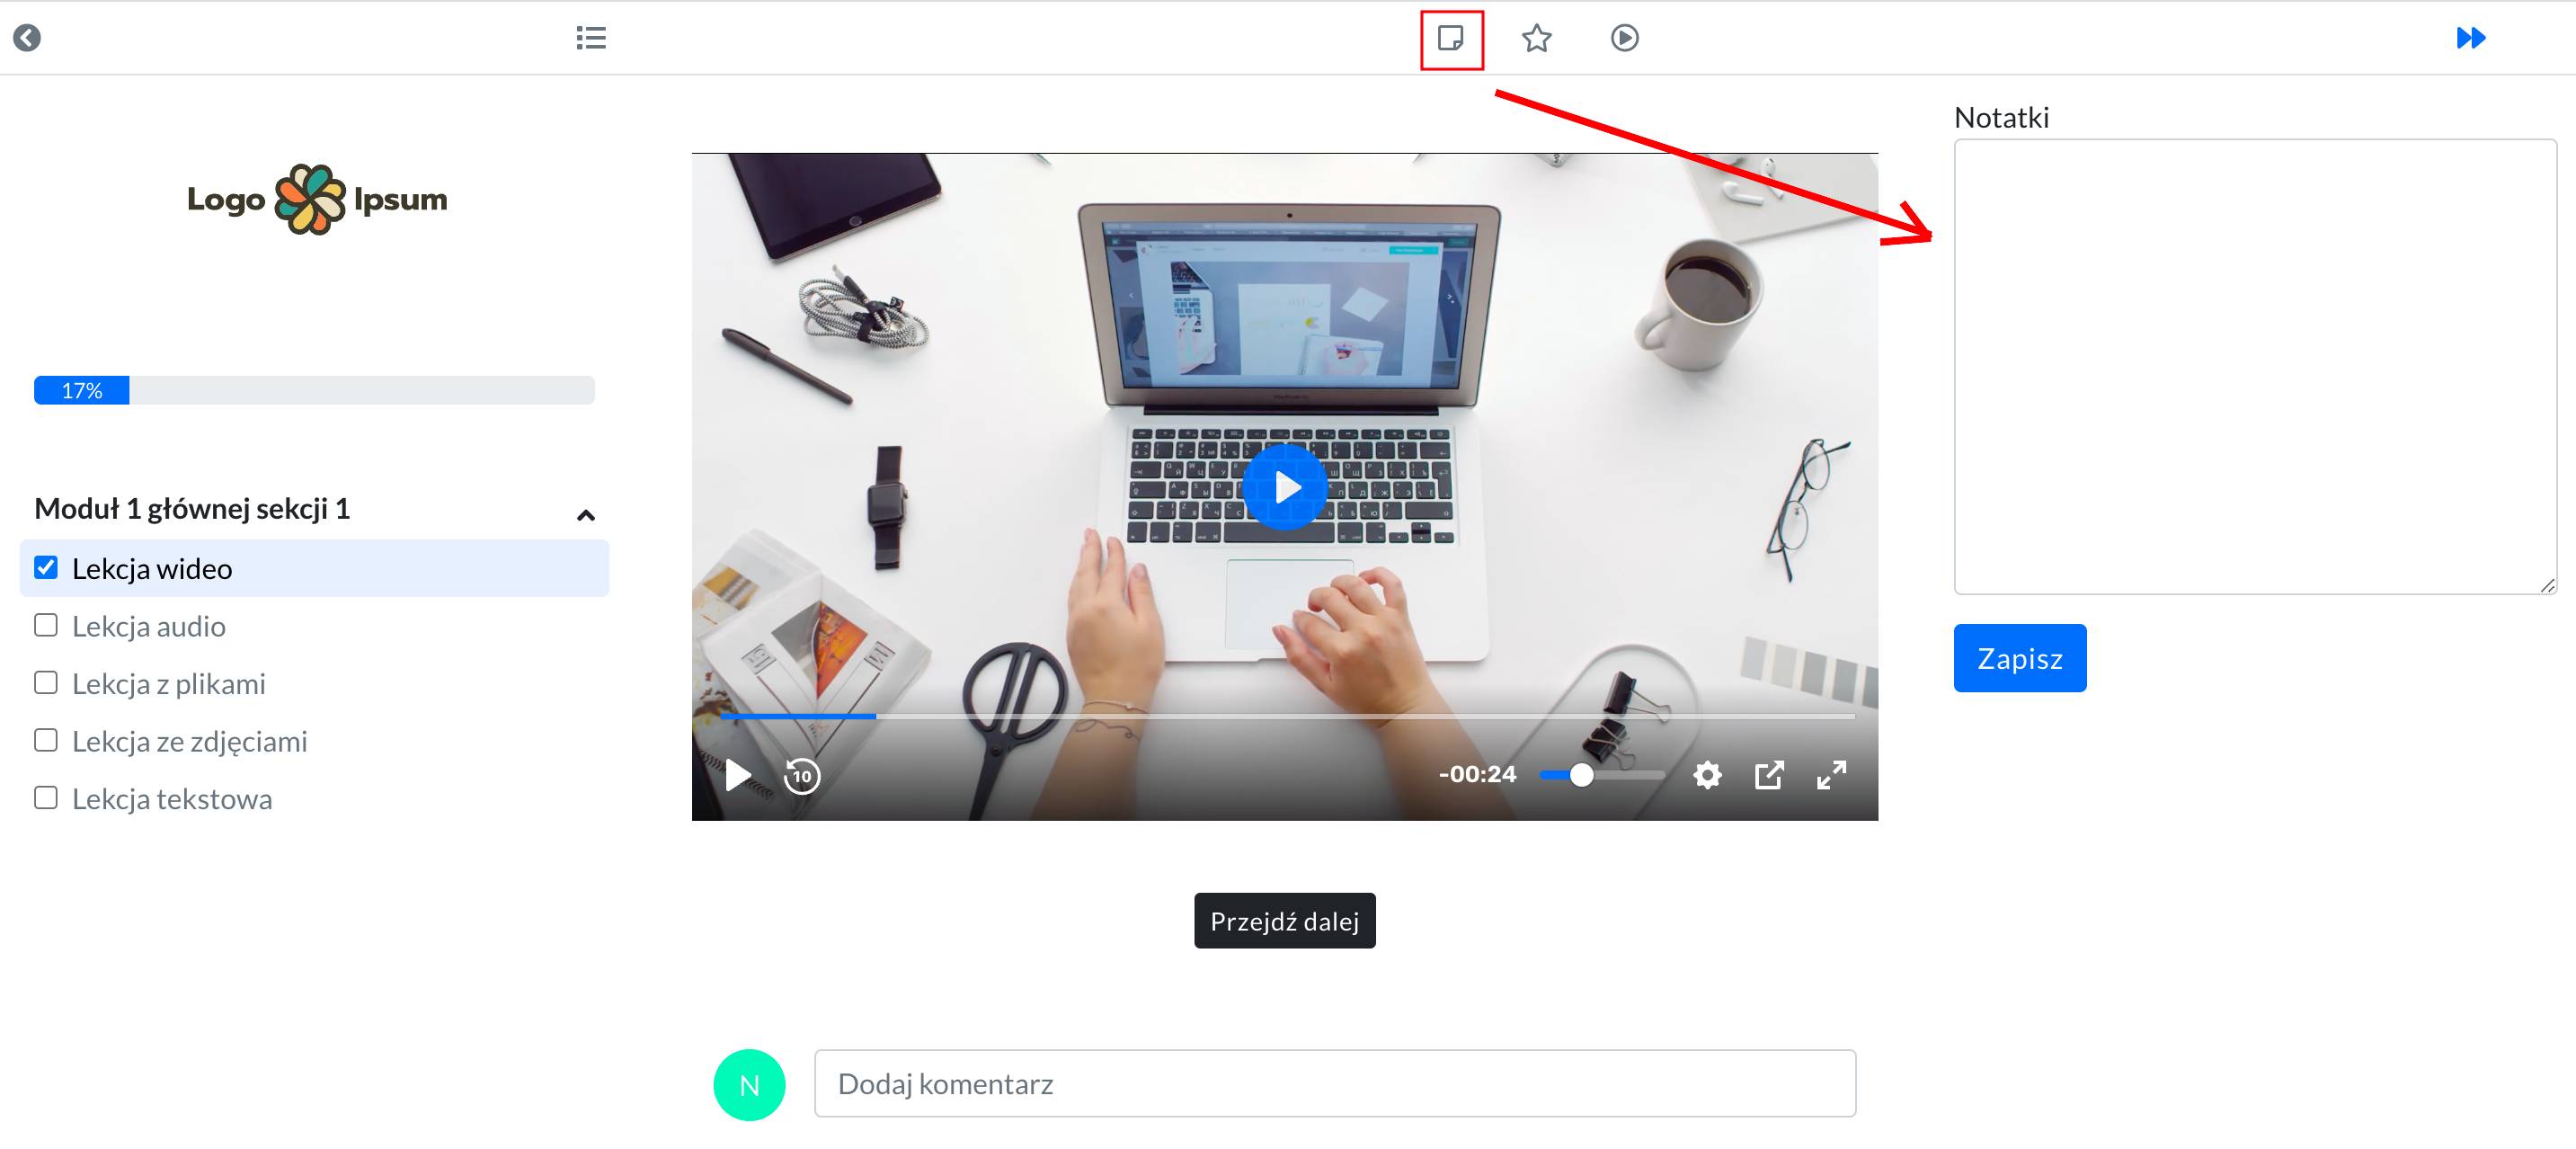 Notatki
Logo Ipsum
17%
Moduł 1 głównej sekcji 1
Lekcja wideo
Lekcja audio
Lekcja z plikami
Lekcja ze zdjęciami
Lekcja tekstowa
10
-00:24
Zapisz
Przejdź dalej
N
Dodaj komentarz